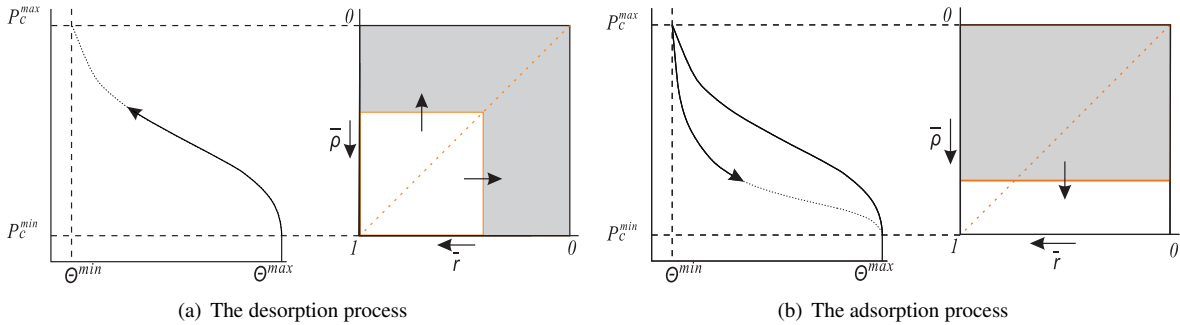 P_c^{max}
0
ρ̄
P_c^{min}
1
r̄
0
Θ^{min}
Θ^{max}
(a) The desorption process
P_c^{max}
0
ρ̄
P_c^{min}
1
r̄
0
Θ^{min}
Θ^{max}
(b) The adsorption process